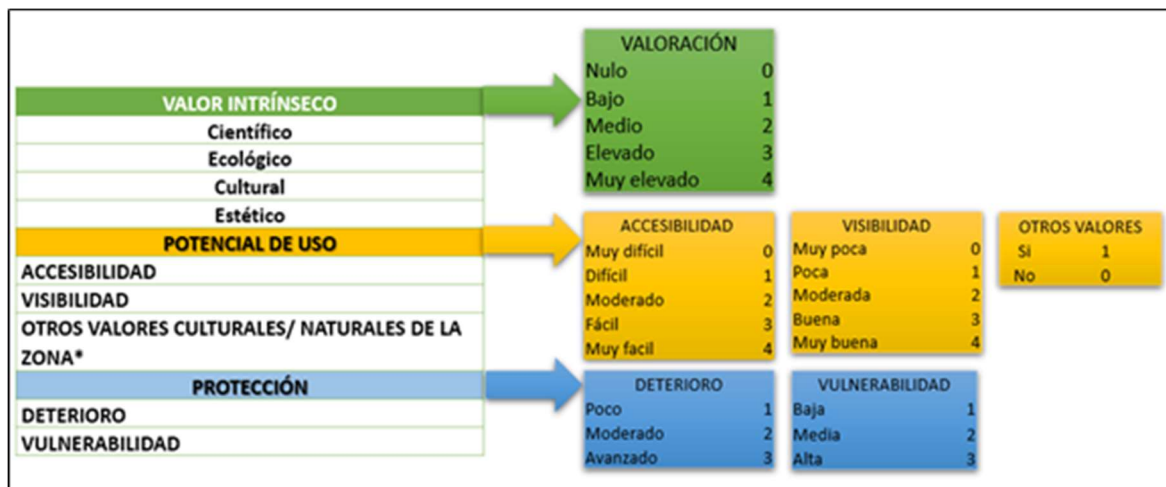 VALOR INTRÍNSECO
Científico
Ecológico
Cultural
Estético
POTENCIAL DE USO
ACCESIBILIDAD
VISIBILIDAD
OTROS VALORES CULTURALES/ NATURALES DE LA
ZONA*
PROTECCIÓN
DETERIORO
VULNERABILIDAD
VALORACIÓN
Nulo 0
Bajo 1
Medio 2
Elevado 3
Muy elevado 4
ACCESIBILIDAD
Muy difícil 0
Difícil 1
Moderado 2
Fácil 3
Muy facil 4
VISIBILIDAD
Muy poca 0
Poca 1
Moderada 2
Buena 3
Muy buena 4
OTROS VALORES
Si 1
No 0
DETERIORO
Poco 1
Moderado 2
Avanzado 3
VULNERABILIDAD
Baja 1
Media 2
Alta 3